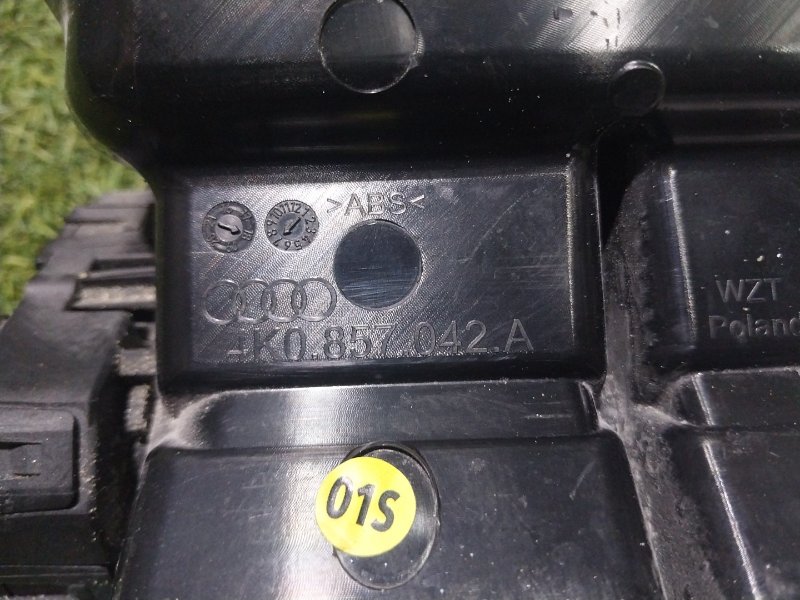 >ABS<
4K0.857.042.A
WZT
Poland
01S